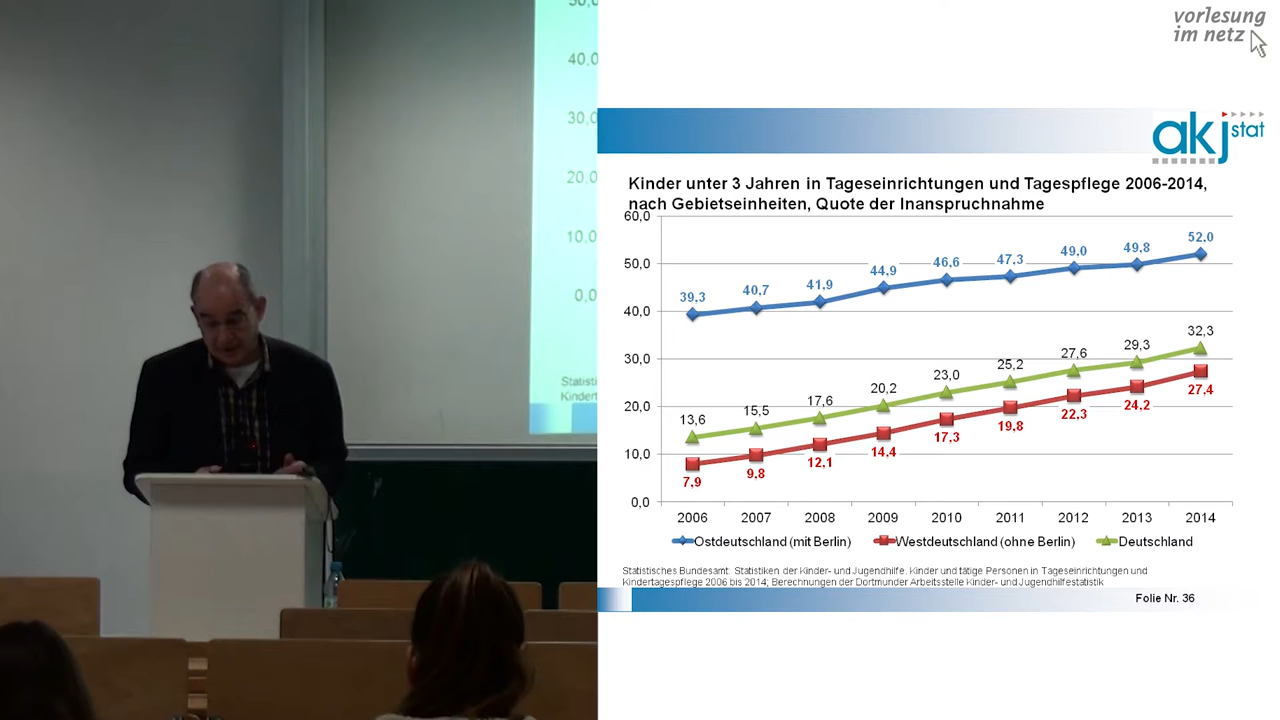 vorlesung
im netz
50,0
40,0
30,0
20,0
10,0
0,0
Statisti
Kindert
akj stat
Kinder unter 3 Jahren in Tageseinrichtungen und Tagespflege 2006-2014,
nach Gebietseinheiten, Quote der Inanspruchnahme
60,0
50,0
40,0
30,0
20,0
10,0
0,0
39,3 40,7 41,9 44,9 46,6 47,3 49,0 49,8 52,0
13,6 15,5 17,6 20,2 23,0 25,2 27,6 29,3 32,3
7,9 9,8 12,1 14,4 17,3 19,8 22,3 24,2 27,4
2006 2007 2008 2009 2010 2011 2012 2013 2014
Ostdeutschland (mit Berlin) Westdeutschland (ohne Berlin) Deutschland
Statistisches Bundesamt: Statistiken der Kinder- und Jugendhilfe. Kinder und tätige Personen in Tageseinrichtungen und
Kindertagespflege 2006 bis 2014; Berechnungen der Dortmunder Arbeitsstelle Kinder- und Jugendhilfestatistik
Folie Nr. 36